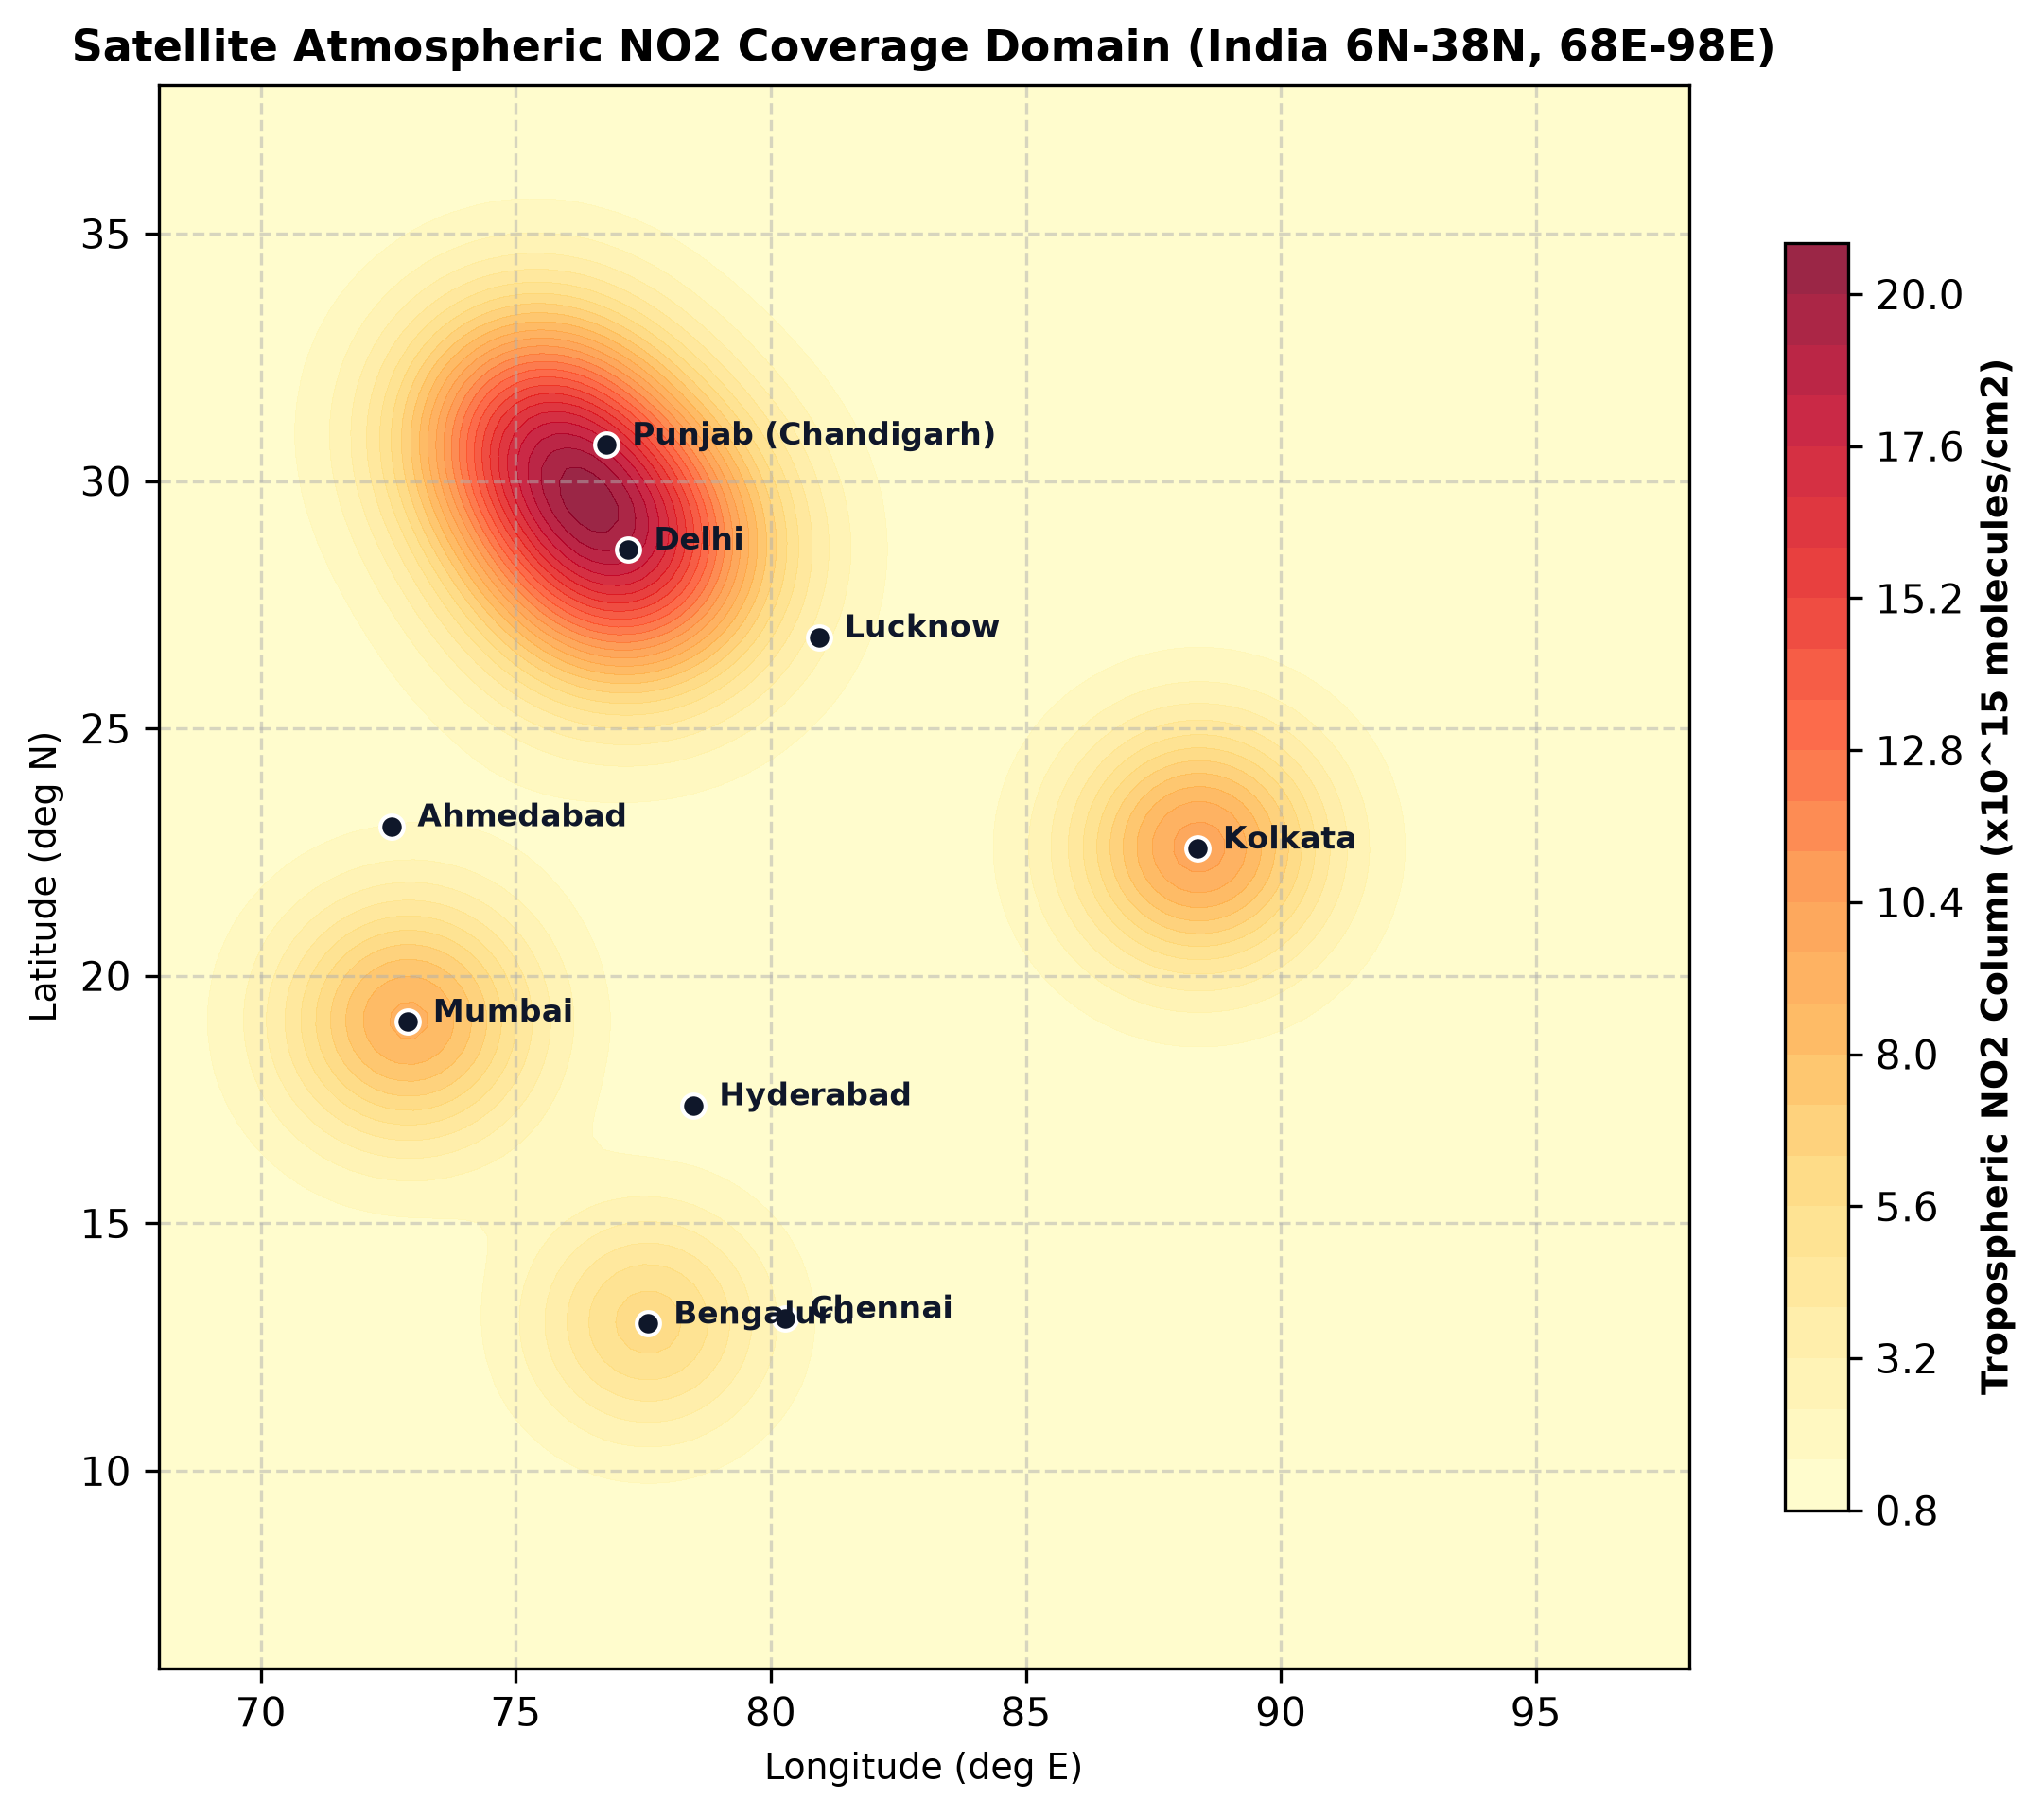 Satellite Atmospheric NO2 Coverage Domain (India 6N-38N, 68E-98E)
Latitude (deg N)
35
30
25
20
15
10
Punjab (Chandigarh)
Delhi
Lucknow
Ahmedabad
Kolkata
Mumbai
Hyderabad
Bengaluru
Chennai
70
75
80
85
90
95
Longitude (deg E)
20.0
17.6
15.2
12.8
10.4
8.0
5.6
3.2
0.8
Tropospheric NO2 Column (x10^15 molecules/cm2)